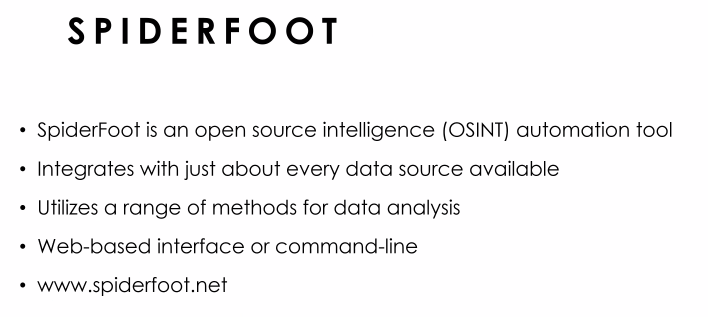 SPIDERFOOT
• SpiderFoot is an open source intelligence (OSINT) automation tool
• Integrates with just about every data source available
• Utilizes a range of methods for data analysis
• Web-based interface or command-line
• www.spiderfoot.net